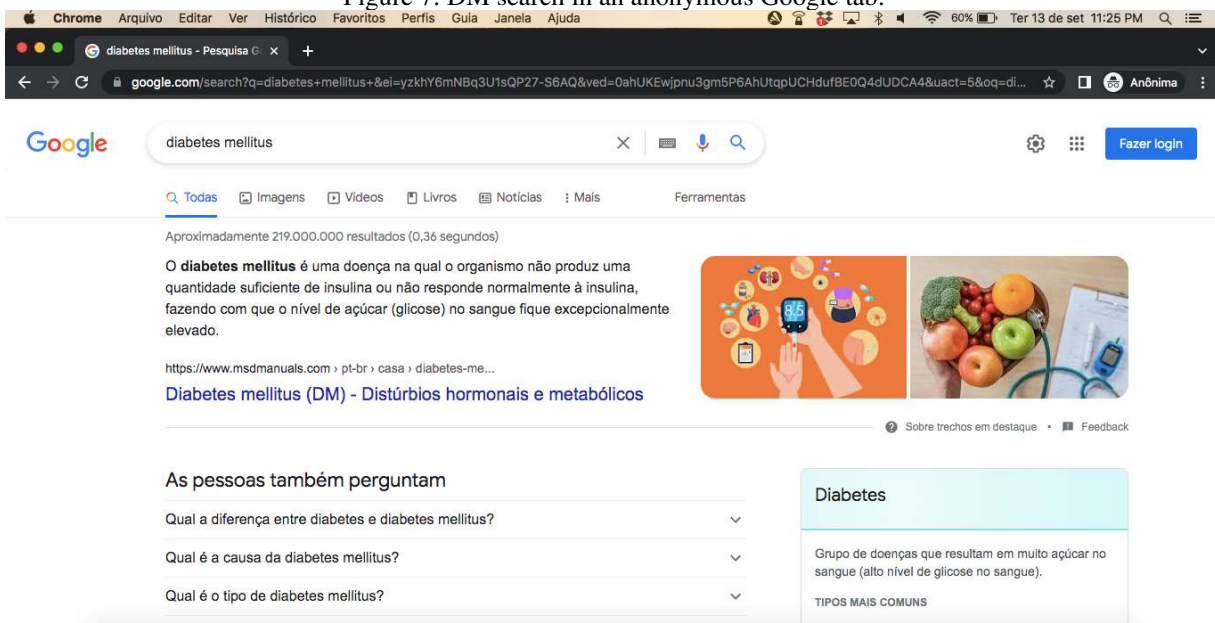 Figure 7: DM search in an anonymous Google tab.
Chrome Arquivo Editar Ver Histórico Favoritos Perfis Guia Janela Ajuda 60% Ter 13 de set 11:25 PM
diabetes mellitus - Pesquisa G
google.com/search?q=diabetes+mellitus+&ei=yzkhY6mNBq3U1sQP27-S6AQ&ved=0ahUKEwjpnu3gm5P6AhUtqpUCHdufBE0Q4dUDCA4&uact=5&oq=di... Anônima
Google diabetes mellitus Fazer login
Todas Imagens Vídeos Livros Notícias Mais Ferramentas
Aproximadamente 219.000.000 resultados (0,36 segundos)
O diabetes mellitus é uma doença na qual o organismo não produz uma
quantidade suficiente de insulina ou não responde normalmente à insulina,
fazendo com que o nível de açúcar (glicose) no sangue fique excepcionalmente
elevado.
8.5
https://www.msdmanuals.com › pt-br › casa › diabetes-me...
Diabetes mellitus (DM) - Distúrbios hormonais e metabólicos
Sobre trechos em destaque • Feedback
As pessoas também perguntam
Qual a diferença entre diabetes e diabetes mellitus?
Qual é a causa da diabetes mellitus?
Qual é o tipo de diabetes mellitus?
Diabetes
Grupo de doenças que resultam em muito açúcar no
sangue (alto nível de glicose no sangue).
TIPOS MAIS COMUNS